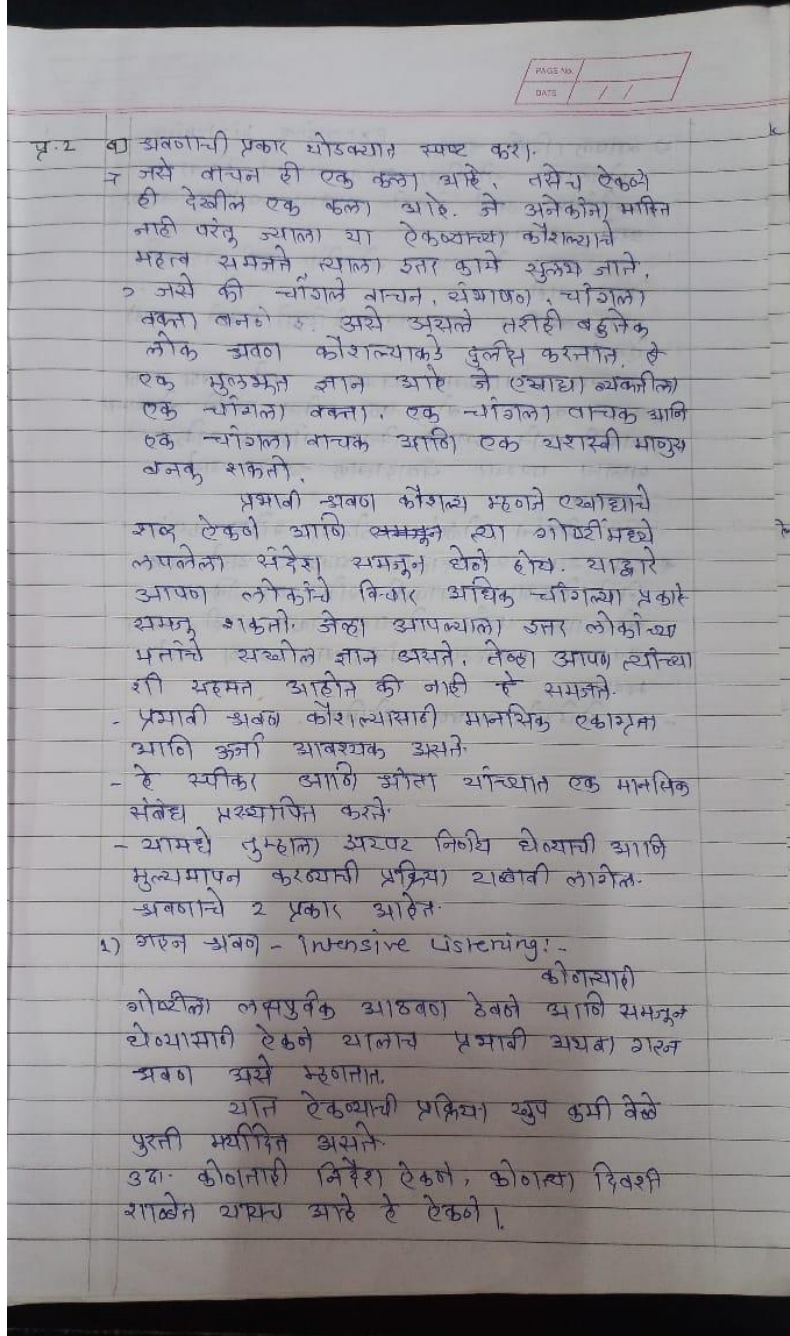 PAGE No.
DATE / /
प्र.2 ब) श्रवणाची प्रकार थोडक्यात स्पष्ट करा.
→ जसे वाचन ही एक कला आहे. तसेच ऐकणे
ही देखील एक कला आहे. जे अनेकांना माहित
नाही परंतु ज्याला या ऐकण्याच्या कौशल्याचे
महत्व समजते त्याला इतर कामे सुलभ जाते.
जसे की चांगले वाचन, संभाषण, चांगला
वक्ता बनणे असे असले तरीही बहुतेक
लोक श्रवण कौशल्याकडे दुर्लक्ष करतात. हे
एक मुलभूत ज्ञान आहे जे एखाद्या व्यक्तीला
एक चांगला वक्ता, एक चांगला वाचक आनि
एक चांगला वाचक आणि एक यशस्वी माणुस
बनवू शकतो.
प्रभावी श्रवण कौशल्य म्हणजे एखाद्याचे
शब्द ऐकणे आणि समजून त्या गोष्टींमध्ये
लपलेला संदेश समजून घेणे होय. याद्वारे
आपण लोकांचे विचार अधिक चांगल्या प्रकारे
समजू शकतो. जेव्हा आपल्याला इतर लोकांच्या
मतांचे सखोल ज्ञान असते. तेव्हा आपण त्यांच्या
शी सहमत आहोत की नाही हे समजते.
- प्रभावी श्रवण कौशल्यासाठी मानसिक एकाग्रता
आणि ऊर्जा आवश्यक असते.
- हे स्पीकर आणि श्रोता यांच्यात एक मानसिक
संबंध प्रस्थापित करते.
- यामधे तुम्हाला निर्णय घेण्याची आणि
मुल्यमापन करण्याची प्रक्रिया राबवावी लागेल.
श्रवणाचे 2 प्रकार आहेत.
1) गहन श्रवण - Intensive Listening:-
कोणत्याही
गोष्टीला लक्षपुर्वक आठवण ठेवणे आणि समजून
घेण्यासाठी ऐकने यालाच प्रभावी अथवा गहन
श्रवण असे म्हणतात.
यात ऐकण्याची प्रक्रिया खुप कमी वेळे
पुरती मर्यादित असते.
उदा. कोणताही निर्देश ऐकणे, कोणत्या दिवशी
शाळेत यायच आहे हे ऐकणे।.